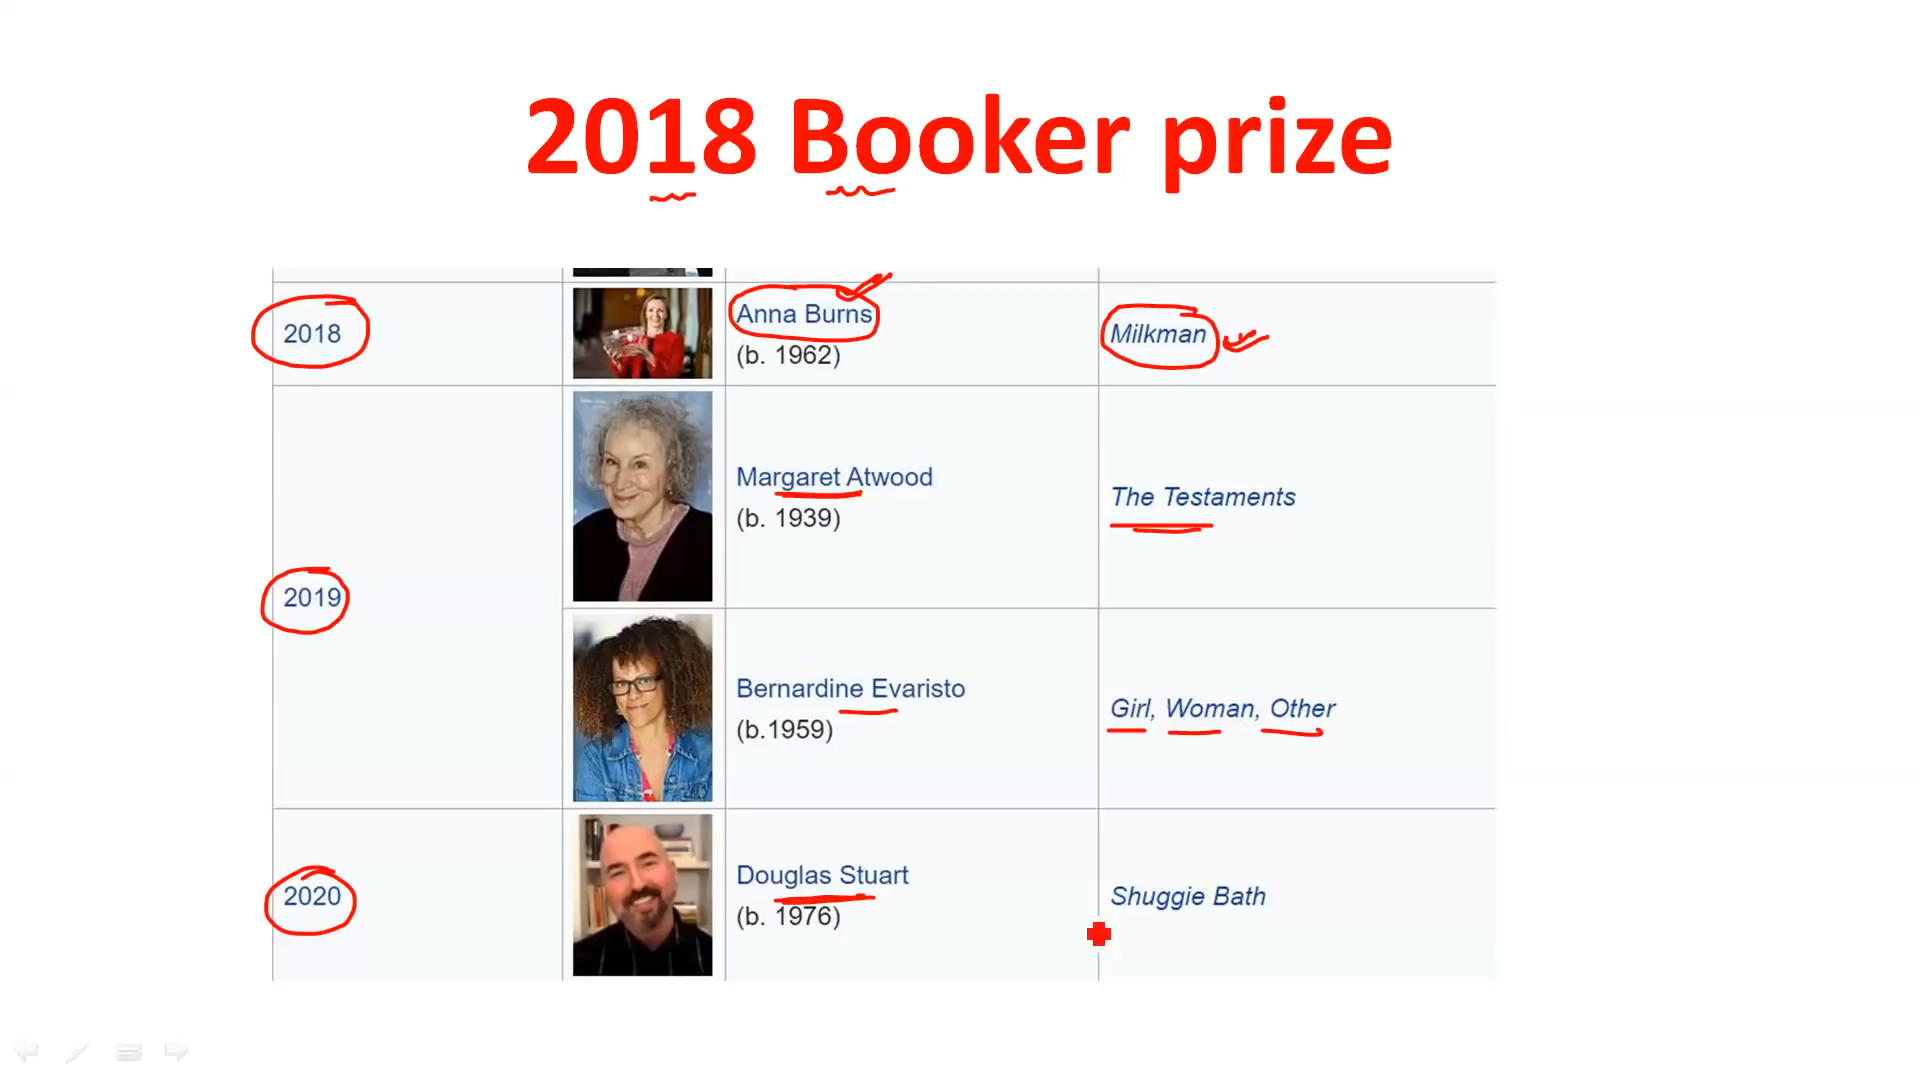 2018 Booker prize
2018
Anna Burns
(b. 1962)
Milkman
2019
Margaret Atwood
(b. 1939)
The Testaments
Bernardine Evaristo
(b.1959)
Girl, Woman, Other
2020
Douglas Stuart
(b. 1976)
Shuggie Bath